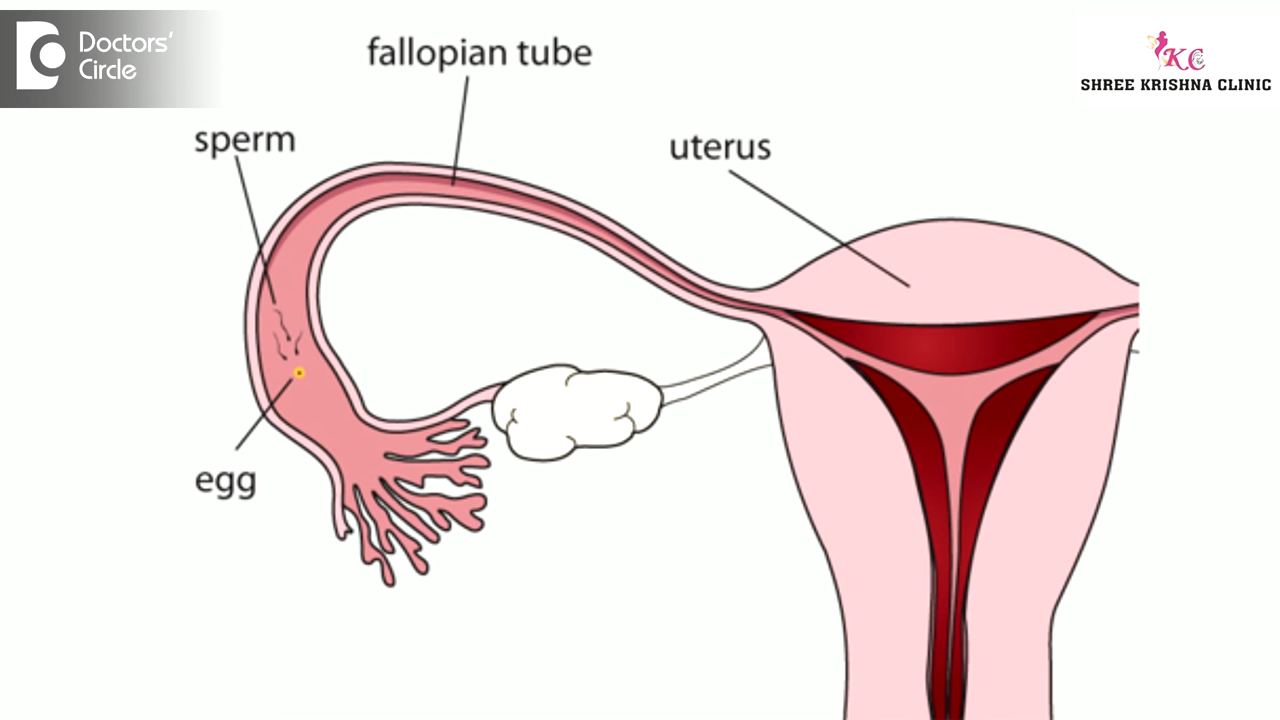 Doctors'
Circle
fallopian tube
KC
SHREE KRISHNA CLINIC
sperm
uterus
egg